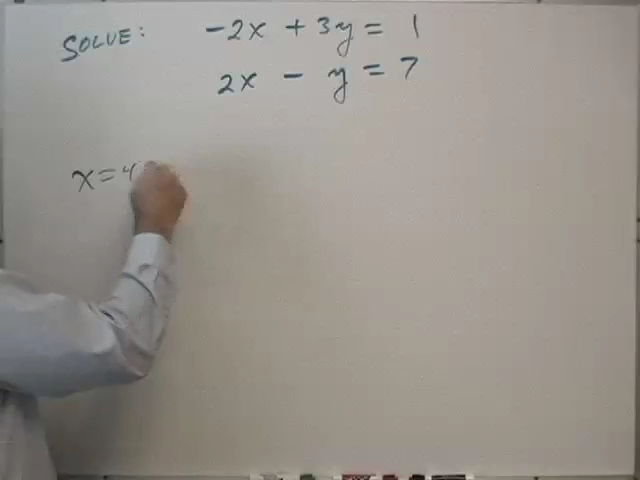 SOLVE: -2x + 3y = 1
2x - y = 7
x = 4